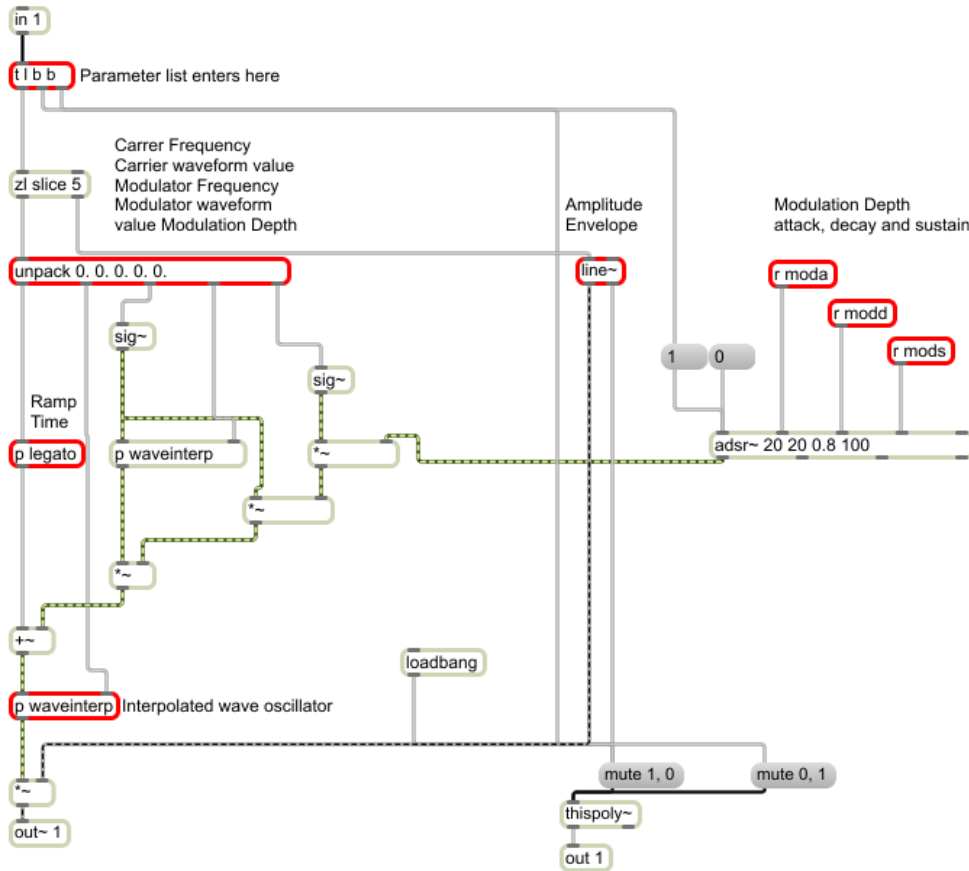 in 1
t l b b
Parameter list enters here
Carrer Frequency
Carrier waveform value
Modulator Frequency
Modulator waveform
value Modulation Depth
zl slice 5
Amplitude
Envelope
Modulation Depth
attack, decay and sustain
unpack 0. 0. 0. 0. 0.
line~
r moda
r modd
r mods
sig~
sig~
1
0
Ramp
Time
p legato
p waveinterp
*~
adsr~ 20 20 0.8 100
*~
*~
+~
loadbang
p waveinterp
Interpolated wave oscillator
*~
mute 1, 0
mute 0, 1
thispoly~
out~ 1
out 1